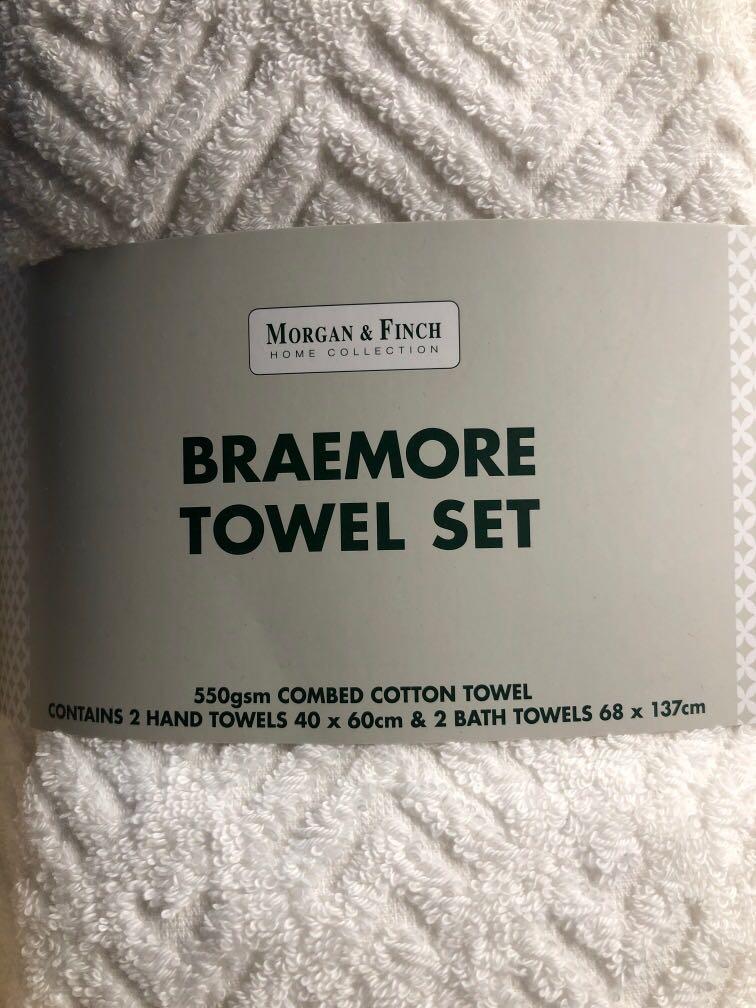 MORGAN & FINCH
HOME COLLECTION
BRAEMORE
TOWEL SET
550gsm COMBED COTTON TOWEL
CONTAINS 2 HAND TOWELS 40 x 60cm & 2 BATH TOWELS 68 x 137cm